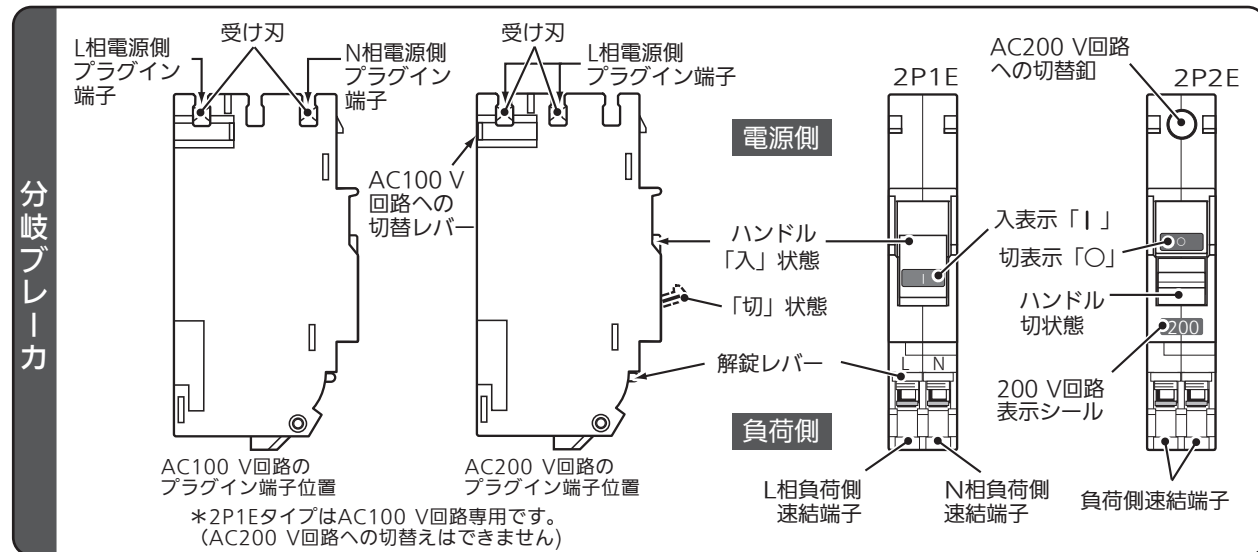 分岐ブレーカ
L相電源側
プラグイン
端子
受け刃
N相電源側
プラグイン
端子
AC100 V回路の
プラグイン端子位置
受け刃
L相電源側
プラグイン端子
AC100 V
回路への
切替レバー
AC200 V回路の
プラグイン端子位置
*2P1EタイプはAC100 V回路専用です。
(AC200 V回路への切替えはできません)
電源側
ハンドル
「入」状態
「切」状態
解錠レバー
負荷側
2P1E
I
L N
L相負荷側
速結端子
N相負荷側
速結端子
AC200 V回路
への切替釦
2P2E
入表示「I」
切表示「○」
○
ハンドル
切状態
200
200 V回路
表示シール
負荷側速結端子